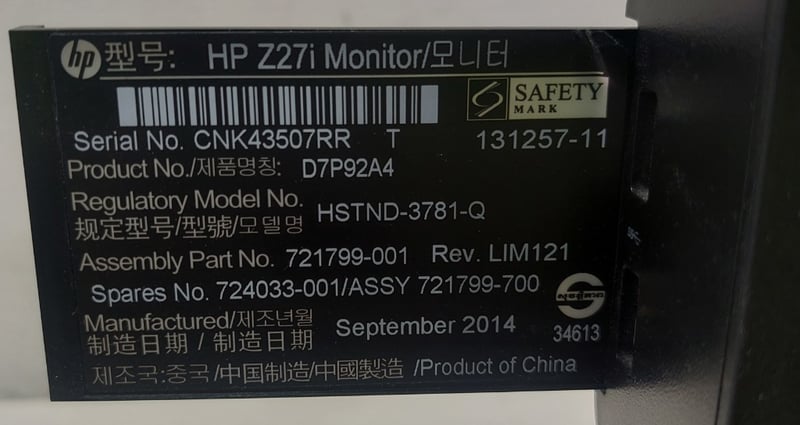 hp 型号: HP Z27i Monitor/모니터
SAFETY
MARK
Serial No. CNK43507RR T 131257-11
Product No./제품명칭: D7P92A4
Regulatory Model No.
规定型号/型號/모델명 HSTND-3781-Q
Assembly Part No. 721799-001 Rev. LIM121
Spares No. 724033-001/ASSY 721799-700
Manufactured/제조년월
制造日期 / 制造日期 September 2014
34613
제조국:중국/中国制造/中國製造 /Product of China